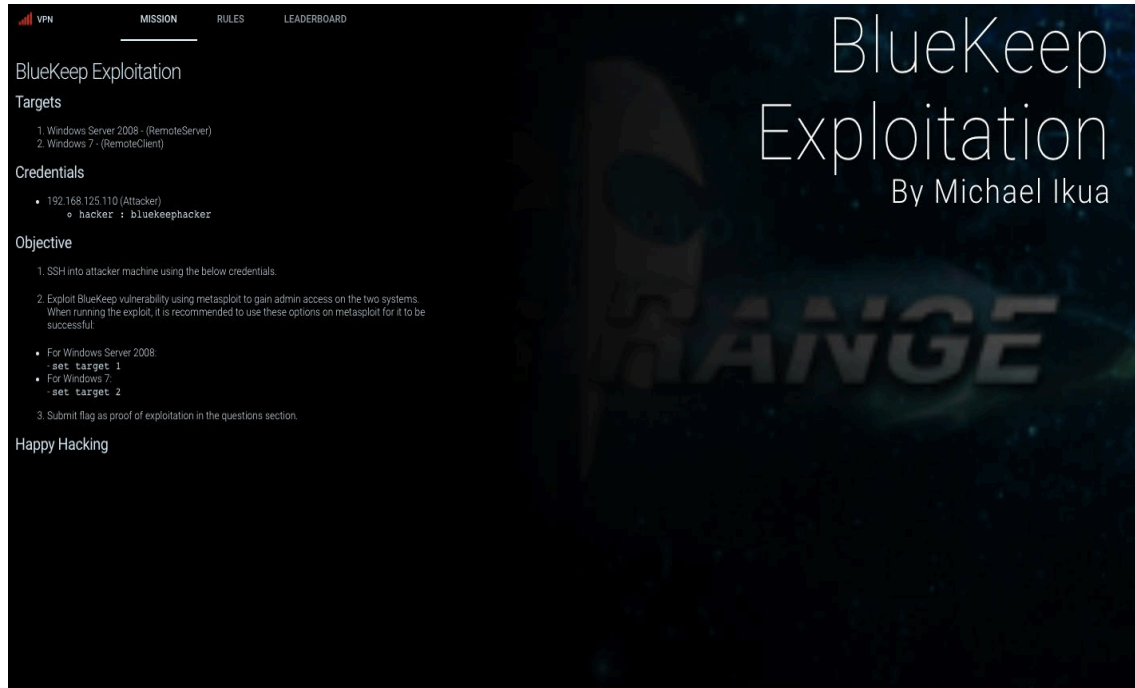 VPN MISSION RULES LEADERBOARD
BlueKeep Exploitation
Targets
1. Windows Server 2008 - (RemoteServer)
2. Windows 7 - (RemoteClient)
Credentials
• 192.168.125.110 (Attacker)
o hacker : bluekeephacker
Objective
1. SSH into attacker machine using the below credentials.
2. Exploit BlueKeep vulnerability using metasploit to gain admin access on the two systems.
When running the exploit, it is recommended to use these options on metasploit for it to be
successful:
• For Windows Server 2008:
- set target 1
• For Windows 7:
- set target 2
3. Submit flag as proof of exploitation in the questions section.
Happy Hacking
BlueKeep
Exploitation
By Michael Ikua
RANGE